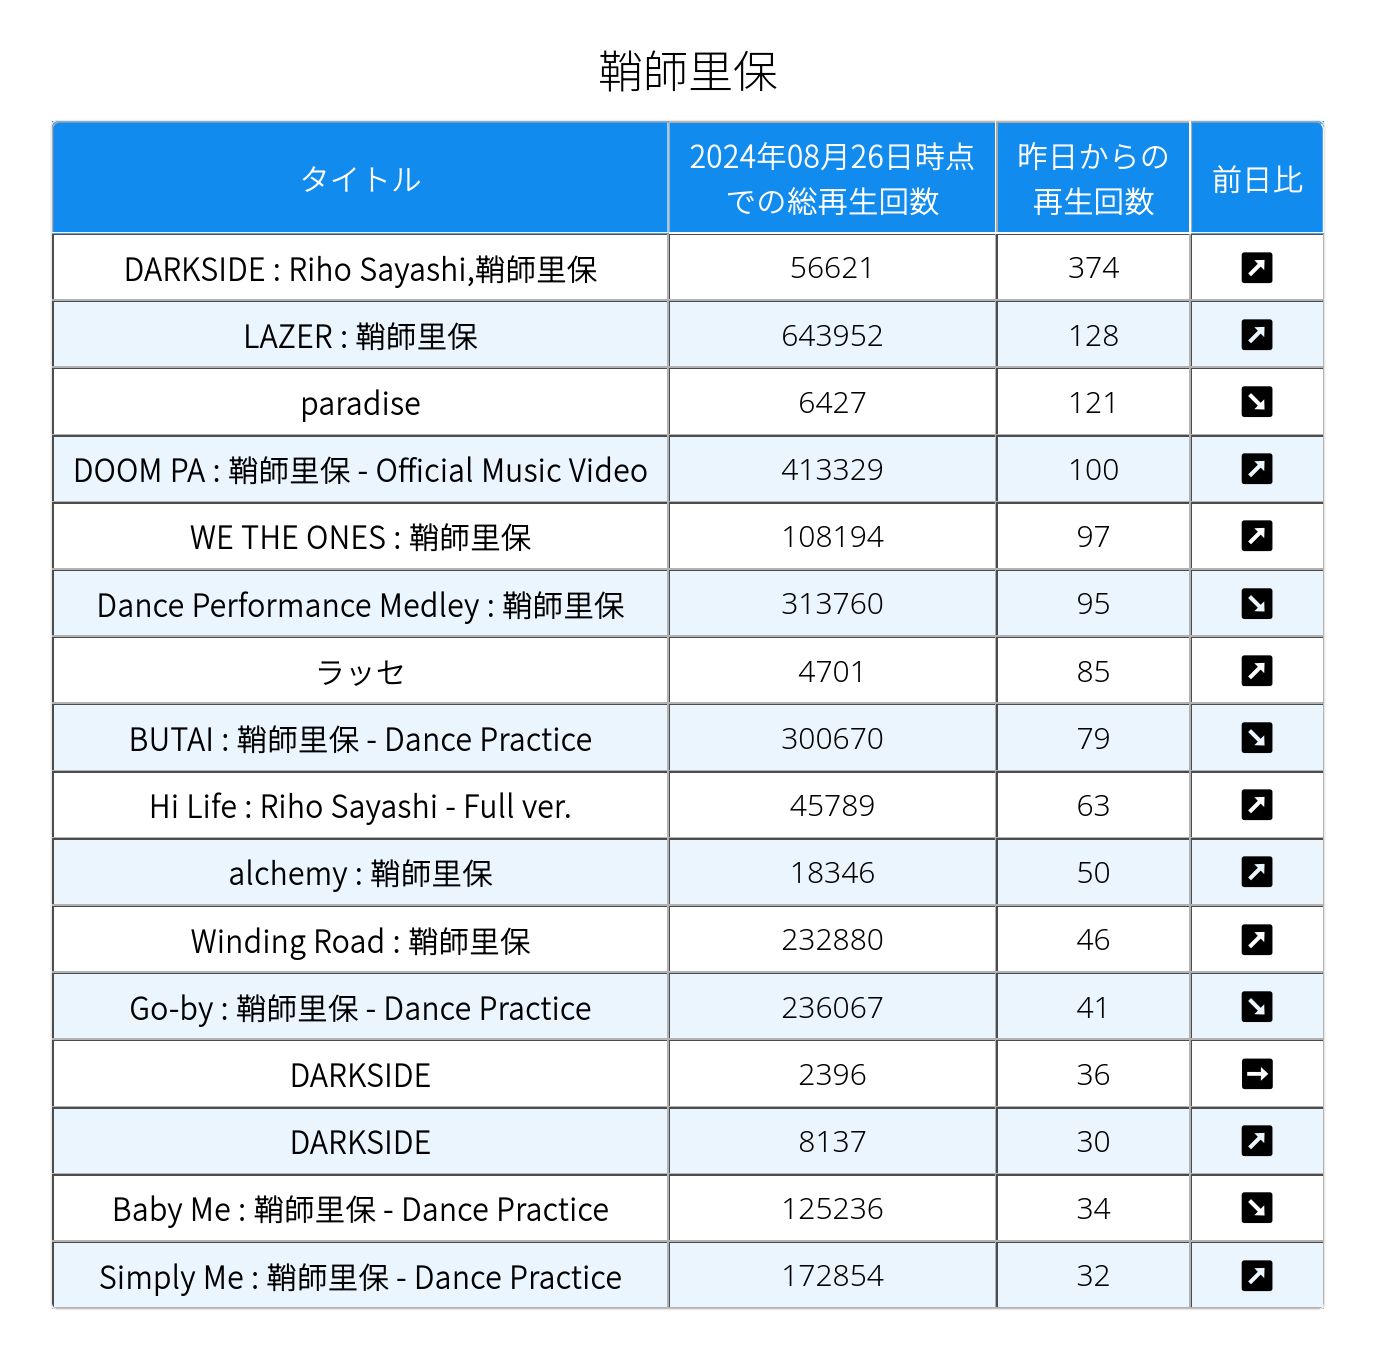 鞘師里保
タイトル 2024年08月26日時点での総再生回数 昨日からの再生回数 前日比
DARKSIDE : Riho Sayashi,鞘師里保 56621 374 ↗
LAZER : 鞘師里保 643952 128 ↗
paradise 6427 121 ↘
DOOM PA : 鞘師里保 - Official Music Video 413329 100 ↗
WE THE ONES : 鞘師里保 108194 97 ↗
Dance Performance Medley : 鞘師里保 313760 95 ↘
ラッセ 4701 85 ↗
BUTAI : 鞘師里保 - Dance Practice 300670 79 ↘
Hi Life : Riho Sayashi - Full ver. 45789 63 ↗
alchemy : 鞘師里保 18346 50 ↗
Winding Road : 鞘師里保 232880 46 ↗
Go-by : 鞘師里保 - Dance Practice 236067 41 ↘
DARKSIDE 2396 36 →
DARKSIDE 8137 30 ↗
Baby Me : 鞘師里保 - Dance Practice 125236 34 ↘
Simply Me : 鞘師里保 - Dance Practice 172854 32 ↗